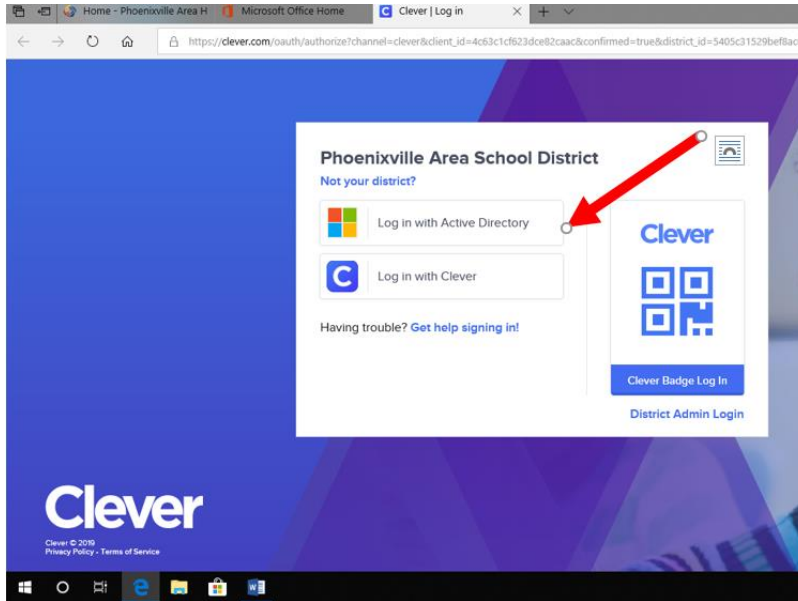 Home - Phoenixville Area H
Microsoft Office Home
Clever | Log in
https://clever.com/oauth/authorize?channel=clever&client_id=4c63c1cf623dce82caac&confirmed=true&district_id=5405c31529bef8ac
Phoenixville Area School District
Not your district?
Log in with Active Directory
Log in with Clever
Having trouble? Get help signing in!
Clever
Clever Badge Log In
District Admin Login
Clever
Clever © 2019
Privacy Policy - Terms of Service